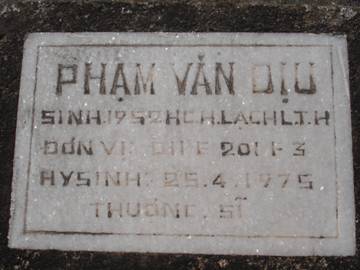 PHẠM VĂN DỊU
SINH.1952 HCH.LẠCH LT.H
ĐƠN VỊ: D11 E 2011-3
HY SINH: 25.4.1975
THƯỢNG. SĨ